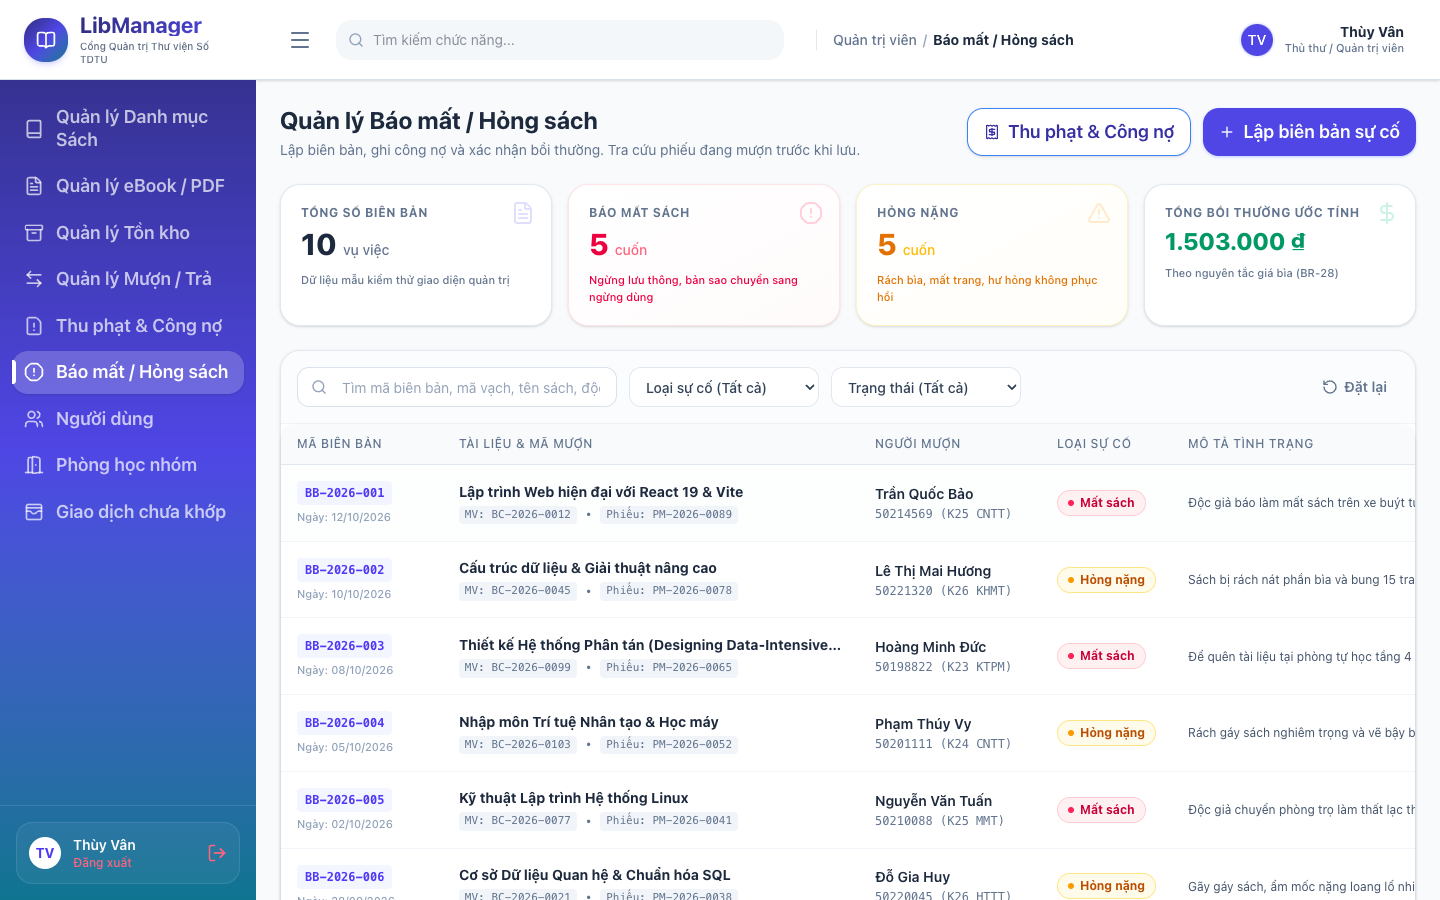 LibManager
Cổng Quản trị Thư viện Số
TDTU
Tìm kiếm chức năng...
Quản trị viên / Báo mất / Hỏng sách
TV
Thùy Vân
Thủ thư / Quản trị viên
Quản lý Danh mục
Sách
Quản lý eBook / PDF
Quản lý Tồn kho
Quản lý Mượn / Trả
Thu phạt & Công nợ
Báo mất / Hỏng sách
Người dùng
Phòng học nhóm
Giao dịch chưa khớp
TV
Thùy Vân
Đăng xuất
Quản lý Báo mất / Hỏng sách
Lập biên bản, ghi công nợ và xác nhận bồi thường. Tra cứu phiếu đang mượn trước khi lưu.
Thu phạt & Công nợ
Lập biên bản sự cố
TỔNG SỐ BIÊN BẢN
10 vụ việc
Dữ liệu mẫu kiểm thử giao diện quản trị
BÁO MẤT SÁCH
5 cuốn
Ngừng lưu thông, bản sao chuyển sang
ngừng dùng
HỎNG NẶNG
5 cuốn
Rách bìa, mất trang, hư hỏng không phục
hồi
TỔNG BỒI THƯỜNG ƯỚC TÍNH
1.503.000 đ
Theo nguyên tắc giá bìa (BR-28)
Tìm mã biên bản, mã vạch, tên sách, độc
Loại sự cố (Tất cả)
Trạng thái (Tất cả)
Đặt lại
MÃ BIÊN BẢN TÀI LIỆU & MÃ MƯỢN NGƯỜI MƯỢN LOẠI SỰ CỐ MÔ TẢ TÌNH TRẠNG
BB-2026-001
Ngày: 12/10/2026
Lập trình Web hiện đại với React 19 & Vite
MV: BC-2026-0012 • Phiếu: PM-2026-0089
Trần Quốc Bảo
50214569 (K25 CNTT)
Mất sách
Độc giả báo làm mất sách trên xe buýt
BB-2026-002
Ngày: 10/10/2026
Cấu trúc dữ liệu & Giải thuật nâng cao
MV: BC-2026-0045 • Phiếu: PM-2026-0078
Lê Thị Mai Hương
50221320 (K26 KHMT)
Hỏng nặng
Sách bị rách nát phần bìa và bung 15 tra
BB-2026-003
Ngày: 08/10/2026
Thiết kế Hệ thống Phân tán (Designing Data-Intensive...
MV: BC-2026-0099 • Phiếu: PM-2026-0065
Hoàng Minh Đức
50198822 (K23 KTPM)
Mất sách
Để quên tài liệu tại phòng tự học tầng 4
BB-2026-004
Ngày: 05/10/2026
Nhập môn Trí tuệ Nhân tạo & Học máy
MV: BC-2026-0103 • Phiếu: PM-2026-0052
Phạm Thúy Vy
50201111 (K24 CNTT)
Hỏng nặng
Rách gáy sách nghiêm trọng và vẽ bậy b
BB-2026-005
Ngày: 02/10/2026
Kỹ thuật Lập trình Hệ thống Linux
MV: BC-2026-0077 • Phiếu: PM-2026-0041
Nguyễn Văn Tuấn
50210088 (K25 MMT)
Mất sách
Độc giả chuyển phòng trọ làm thất lạc th
BB-2026-006
Cơ sở Dữ liệu Quan hệ & Chuẩn hóa SQL
MV: BC-2026-0021 • Phiếu: PM-2026-0038
Đỗ Gia Huy
50220045 (K26 HTTT)
Hỏng nặng
Gãy gáy sách, ẩm mốc nặng loang lổ nhi